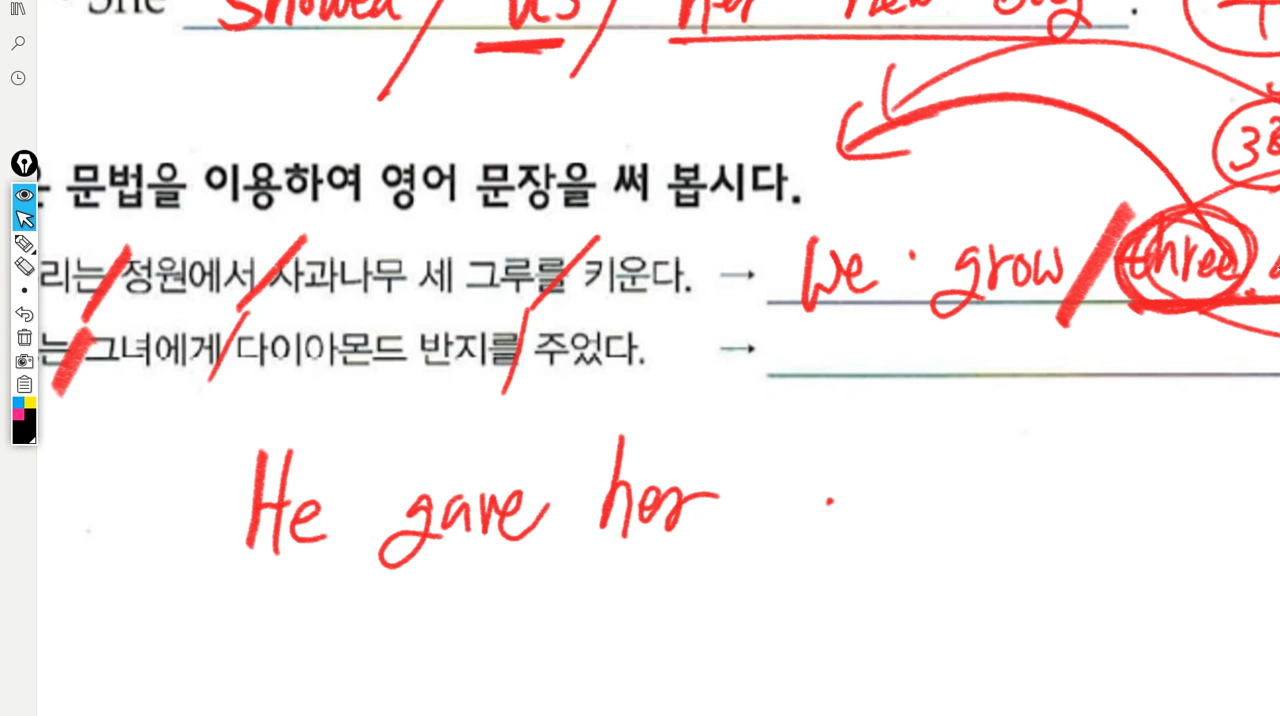 She showed / us / her new bag.
문법을 이용하여 영어 문장을 써 봅시다.
리는 / 정원에서 / 사과나무 세 그루를 / 키운다. → We grow / three
는 / 그녀에게 / 다이아몬드 반지를 / 주었다. →
He gave her .